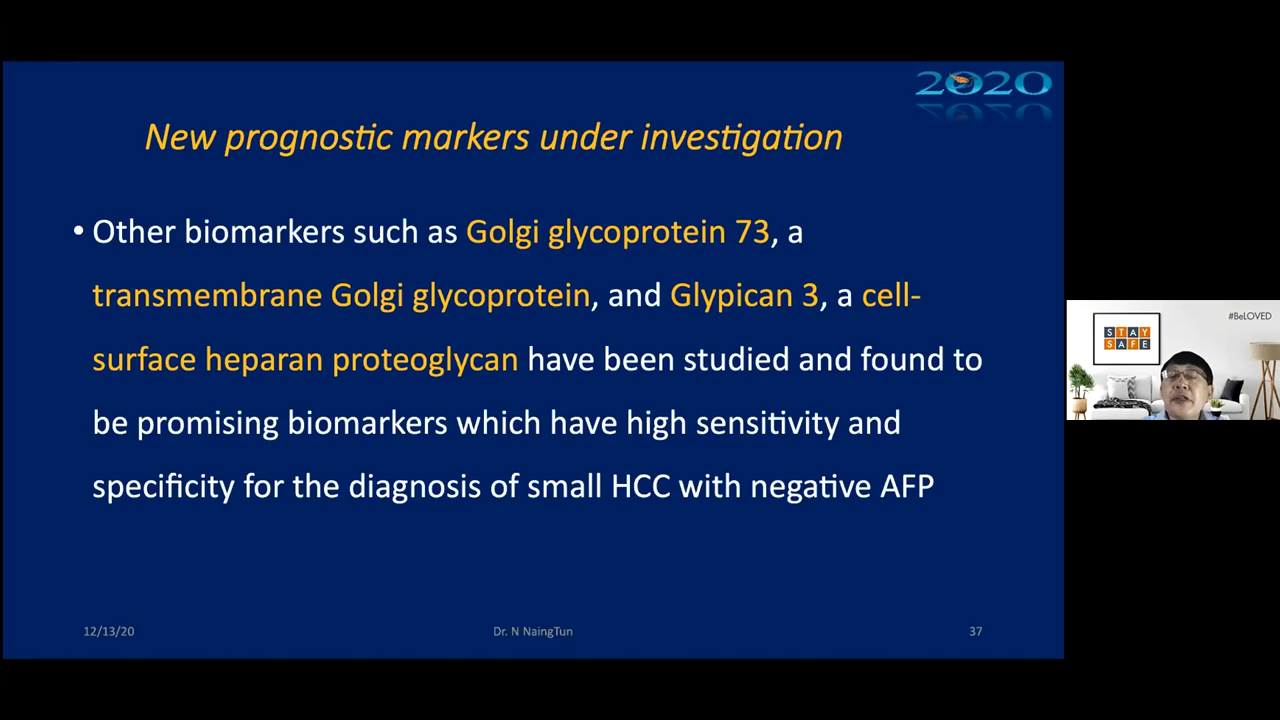 2020
New prognostic markers under investigation
• Other biomarkers such as Golgi glycoprotein 73, a
transmembrane Golgi glycoprotein, and Glypican 3, a cell-
surface heparan proteoglycan have been studied and found to
be promising biomarkers which have high sensitivity and
specificity for the diagnosis of small HCC with negative AFP
12/13/20
Dr. N NaingTun
37
#BeLOVED
STAY
SAFE